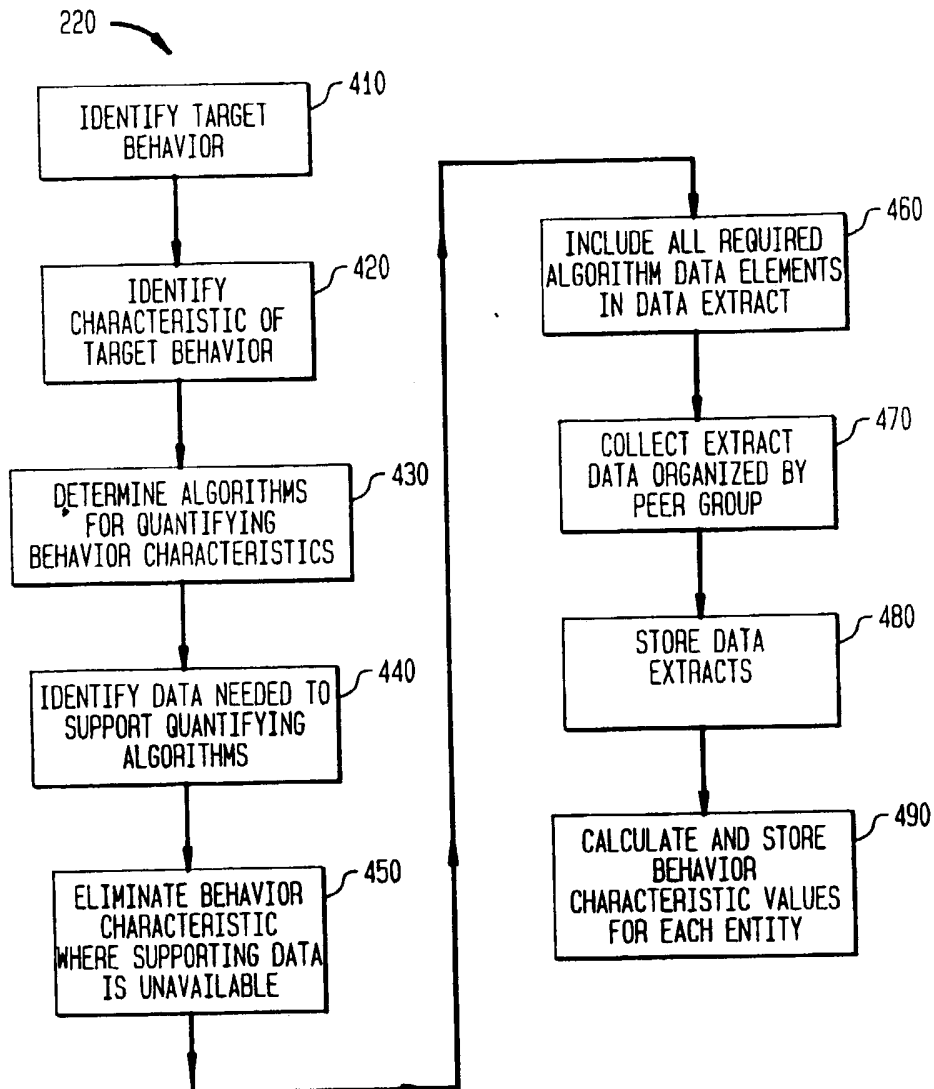 220
410
IDENTIFY TARGET
BEHAVIOR
420
IDENTIFY
CHARACTERISTIC OF
TARGET BEHAVIOR
430
DETERMINE ALGORITHMS
FOR QUANTIFYING
BEHAVIOR CHARACTERISTICS
440
IDENTIFY DATA NEEDED TO
SUPPORT QUANTIFYING
ALGORITHMS
450
ELIMINATE BEHAVIOR
CHARACTERISTIC
WHERE SUPPORTING DATA
IS UNAVAILABLE
460
INCLUDE ALL REQUIRED
ALGORITHM DATA ELEMENTS
IN DATA EXTRACT
470
COLLECT EXTRACT
DATA ORGANIZED BY
PEER GROUP
480
STORE DATA
EXTRACTS
490
CALCULATE AND STORE
BEHAVIOR
CHARACTERISTIC VALUES
FOR EACH ENTITY